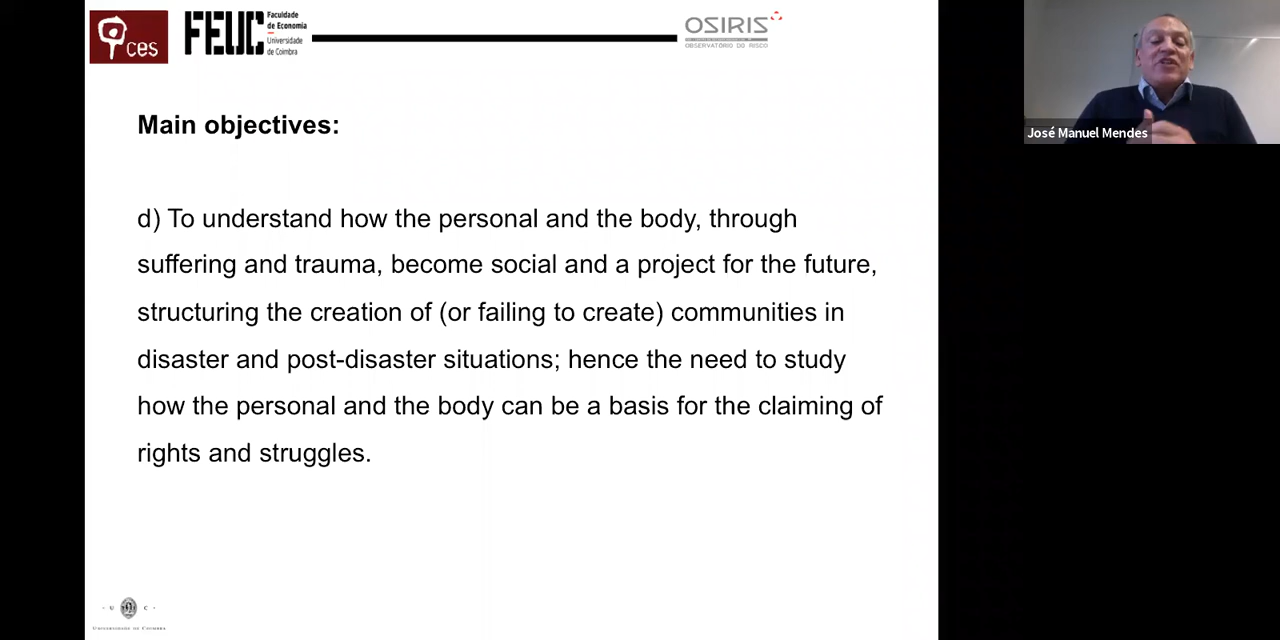 ces
FEUC
Faculdade
de Economia
Universidade
de Coimbra
OSIRIS
OBSERVATÓRIO DO RISCO
José Manuel Mendes
Main objectives:
d) To understand how the personal and the body, through
suffering and trauma, become social and a project for the future,
structuring the creation of (or failing to create) communities in
disaster and post-disaster situations; hence the need to study
how the personal and the body can be a basis for the claiming of
rights and struggles.
· U C ·
UNIVERSIDADE DE COIMBRA